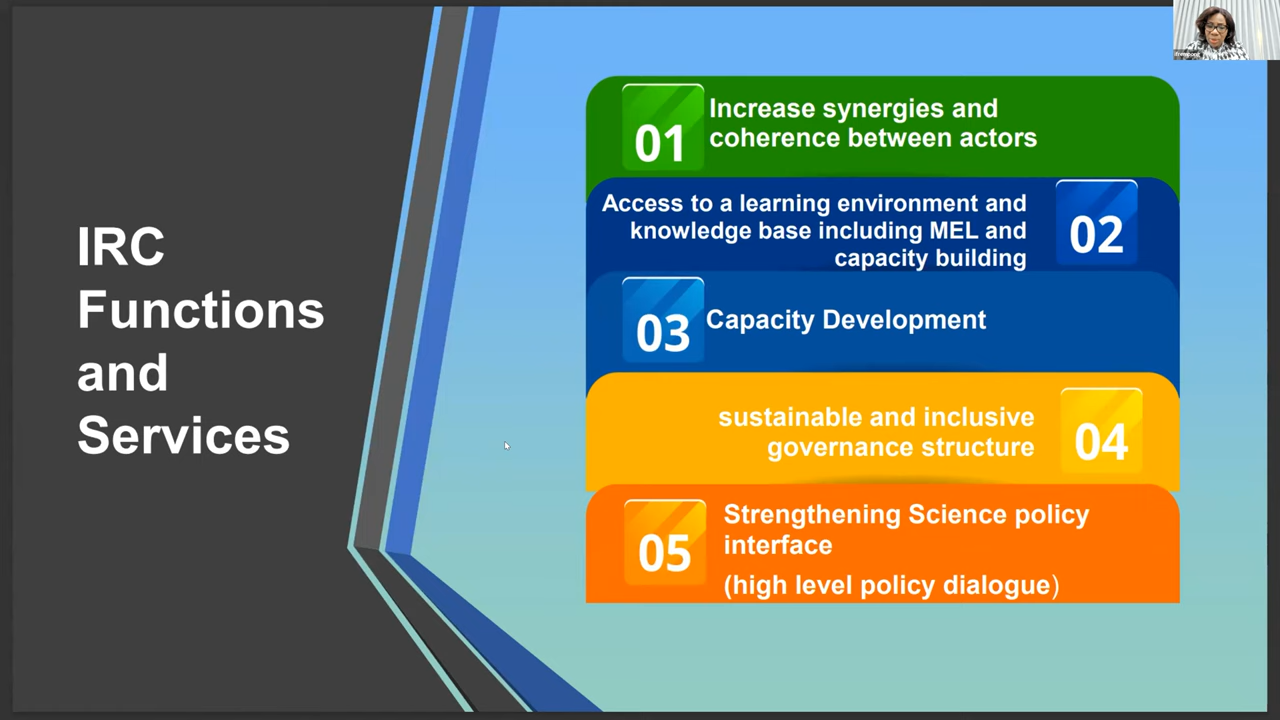 IRC
Functions
and
Services
01
Increase synergies and
coherence between actors
Access to a learning environment and
knowledge base including MEL and
capacity building
02
03
Capacity Development
sustainable and inclusive
governance structure
04
05
Strengthening Science policy
interface
(high level policy dialogue)